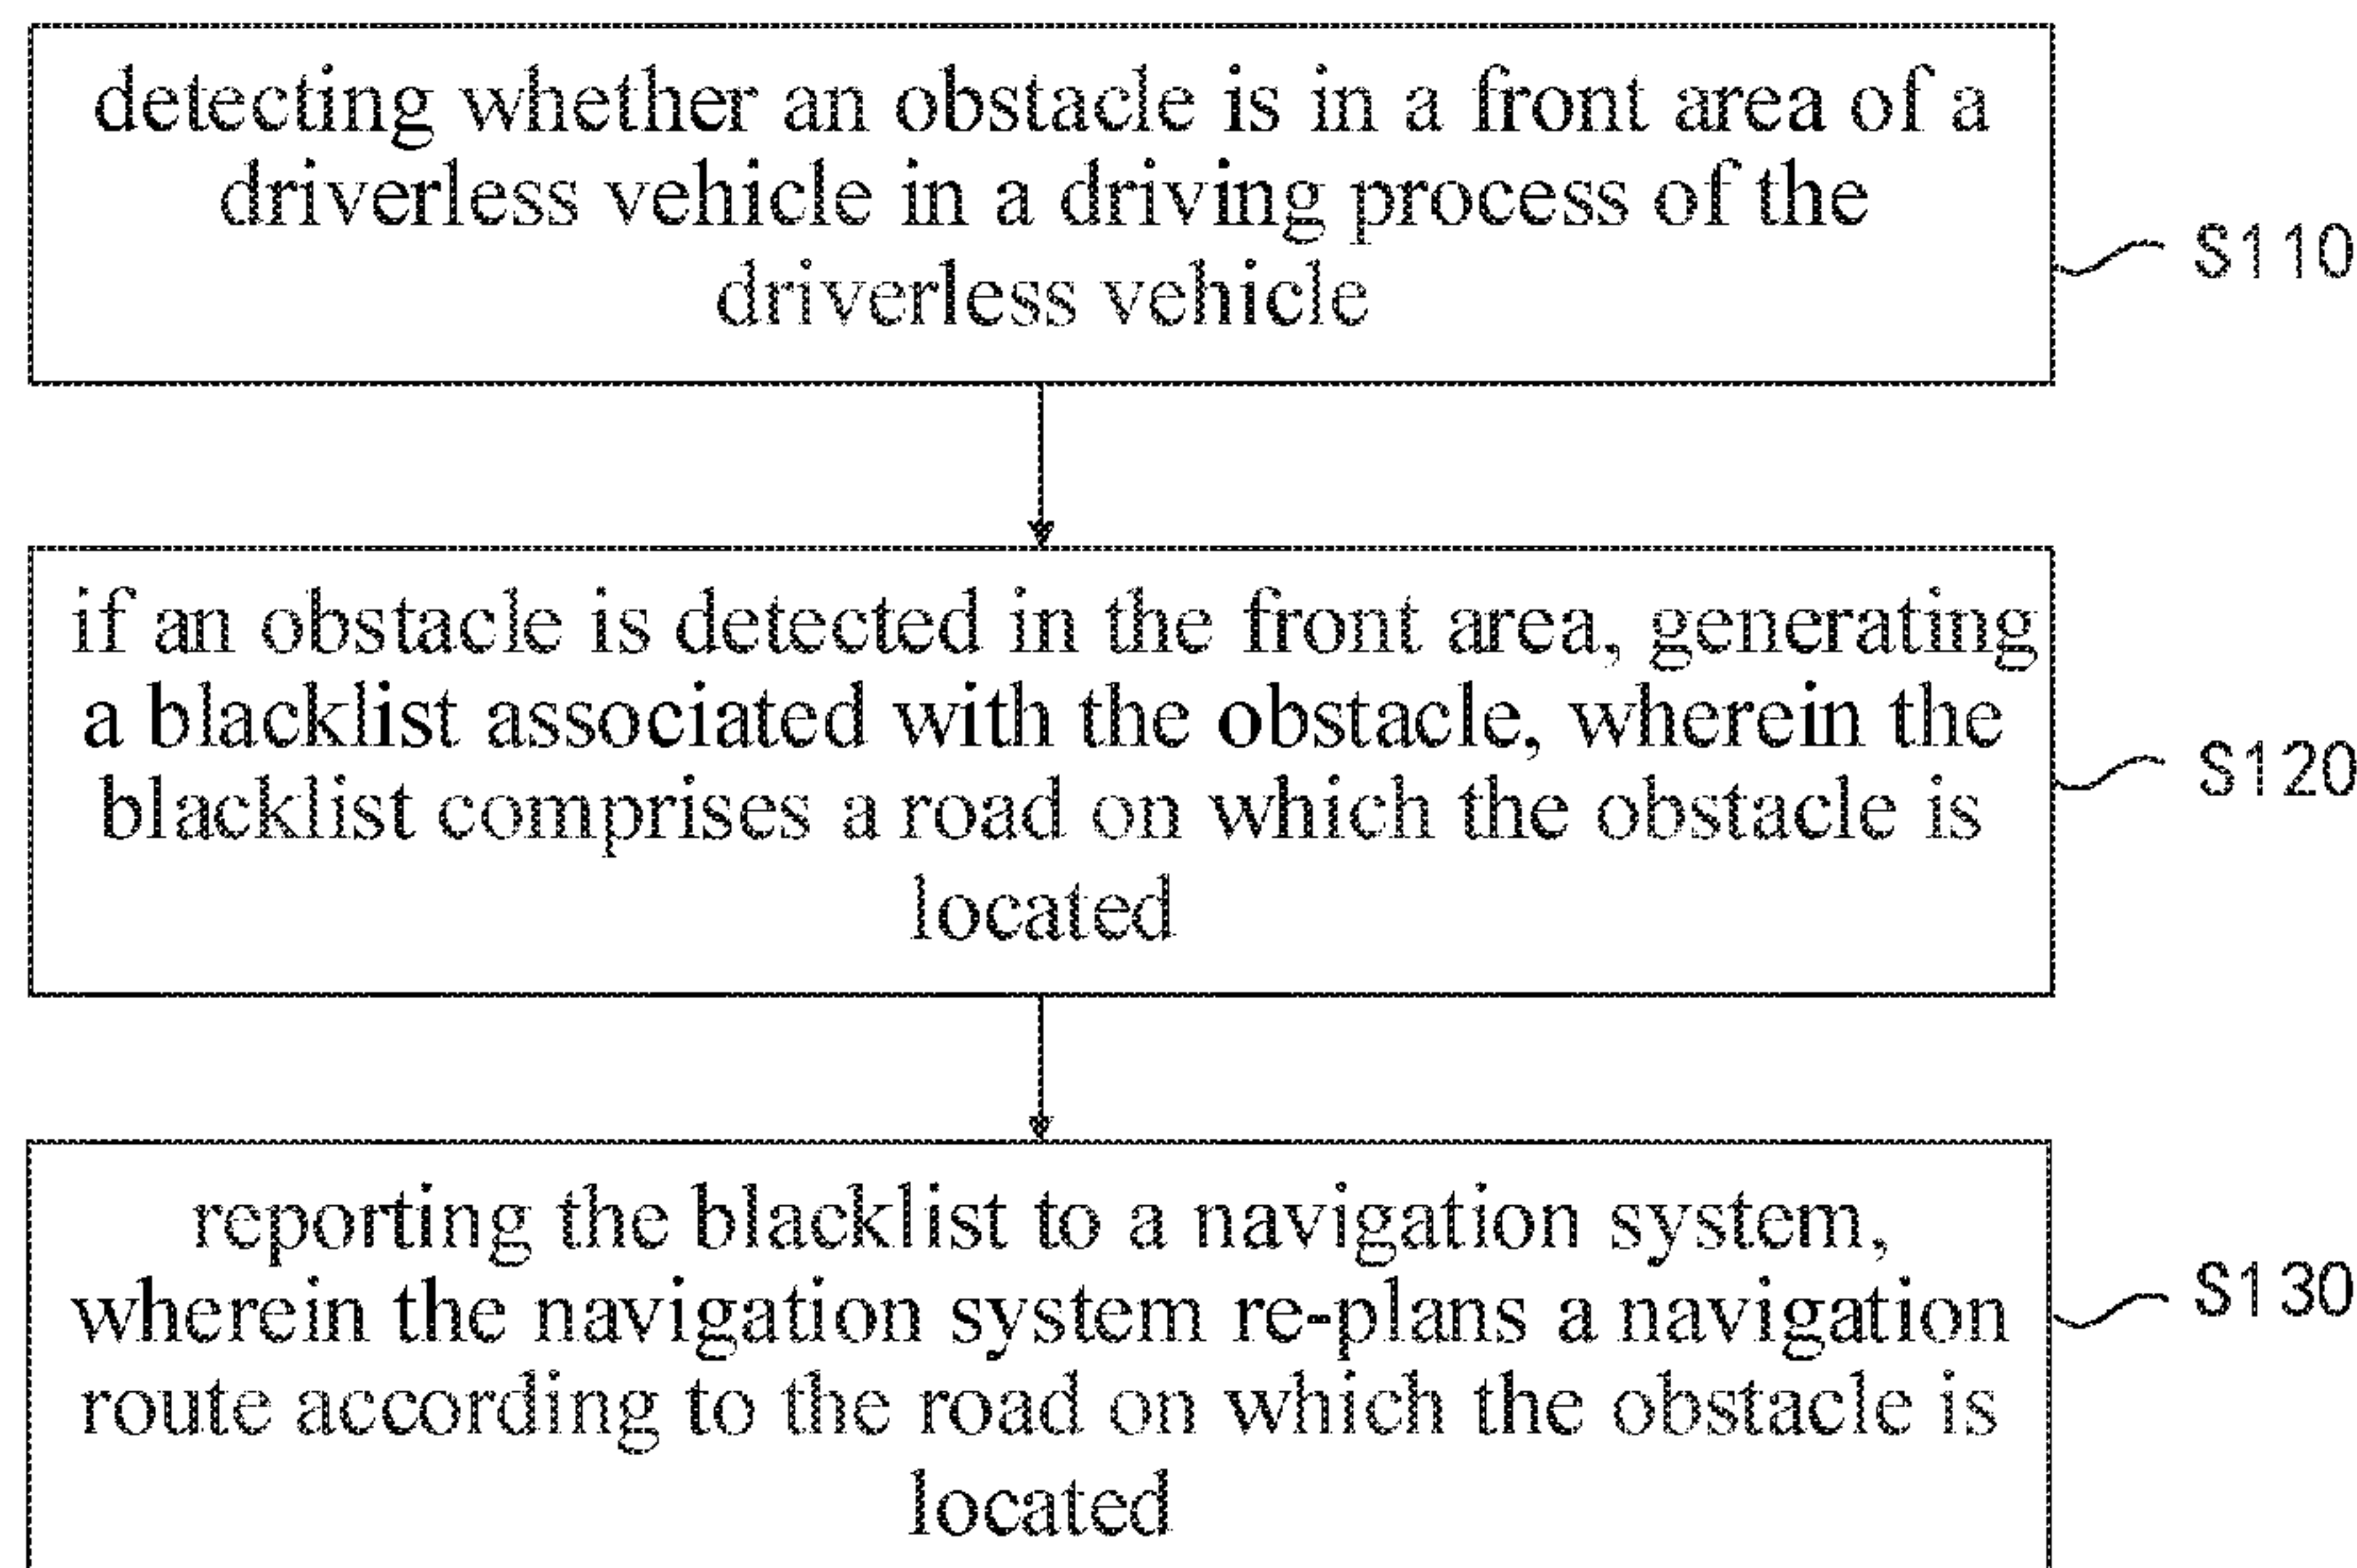 detecting whether an obstacle is in a front area of a
driverless vehicle in a driving process of the
driverless vehicle
S110
if an obstacle is detected in the front area, generating
a blacklist associated with the obstacle, wherein the
blacklist comprises a road on which the obstacle is
located
S120
reporting the blacklist to a navigation system,
wherein the navigation system re-plans a navigation
route according to the road on which the obstacle is
located
S130